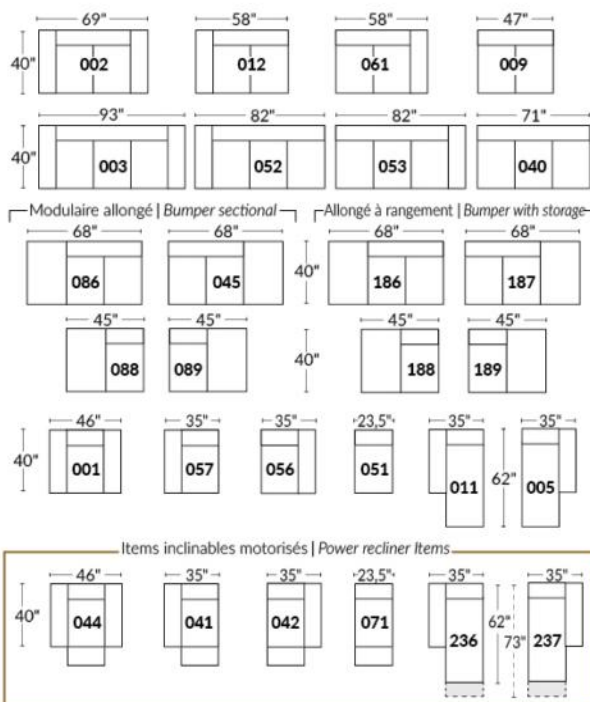 69" 58" 58" 47"
40" 002 012 061 009
93" 82" 82" 71"
40" 003 052 053 040
Modulaire allongé | Bumper sectional Allongé à rangement | Bumper with storage
68" 68" 68" 68"
086 045 40" 186 187
45" 45" 45" 45"
088 089 40" 188 189
46" 35" 35" 23,5" 35" 35"
40" 001 057 056 051 011 62" 005
Items inclinables motorisés | Power recliner Items
46" 35" 35" 23,5" 35" 35"
40" 044 041 042 071 236 62" 73" 237